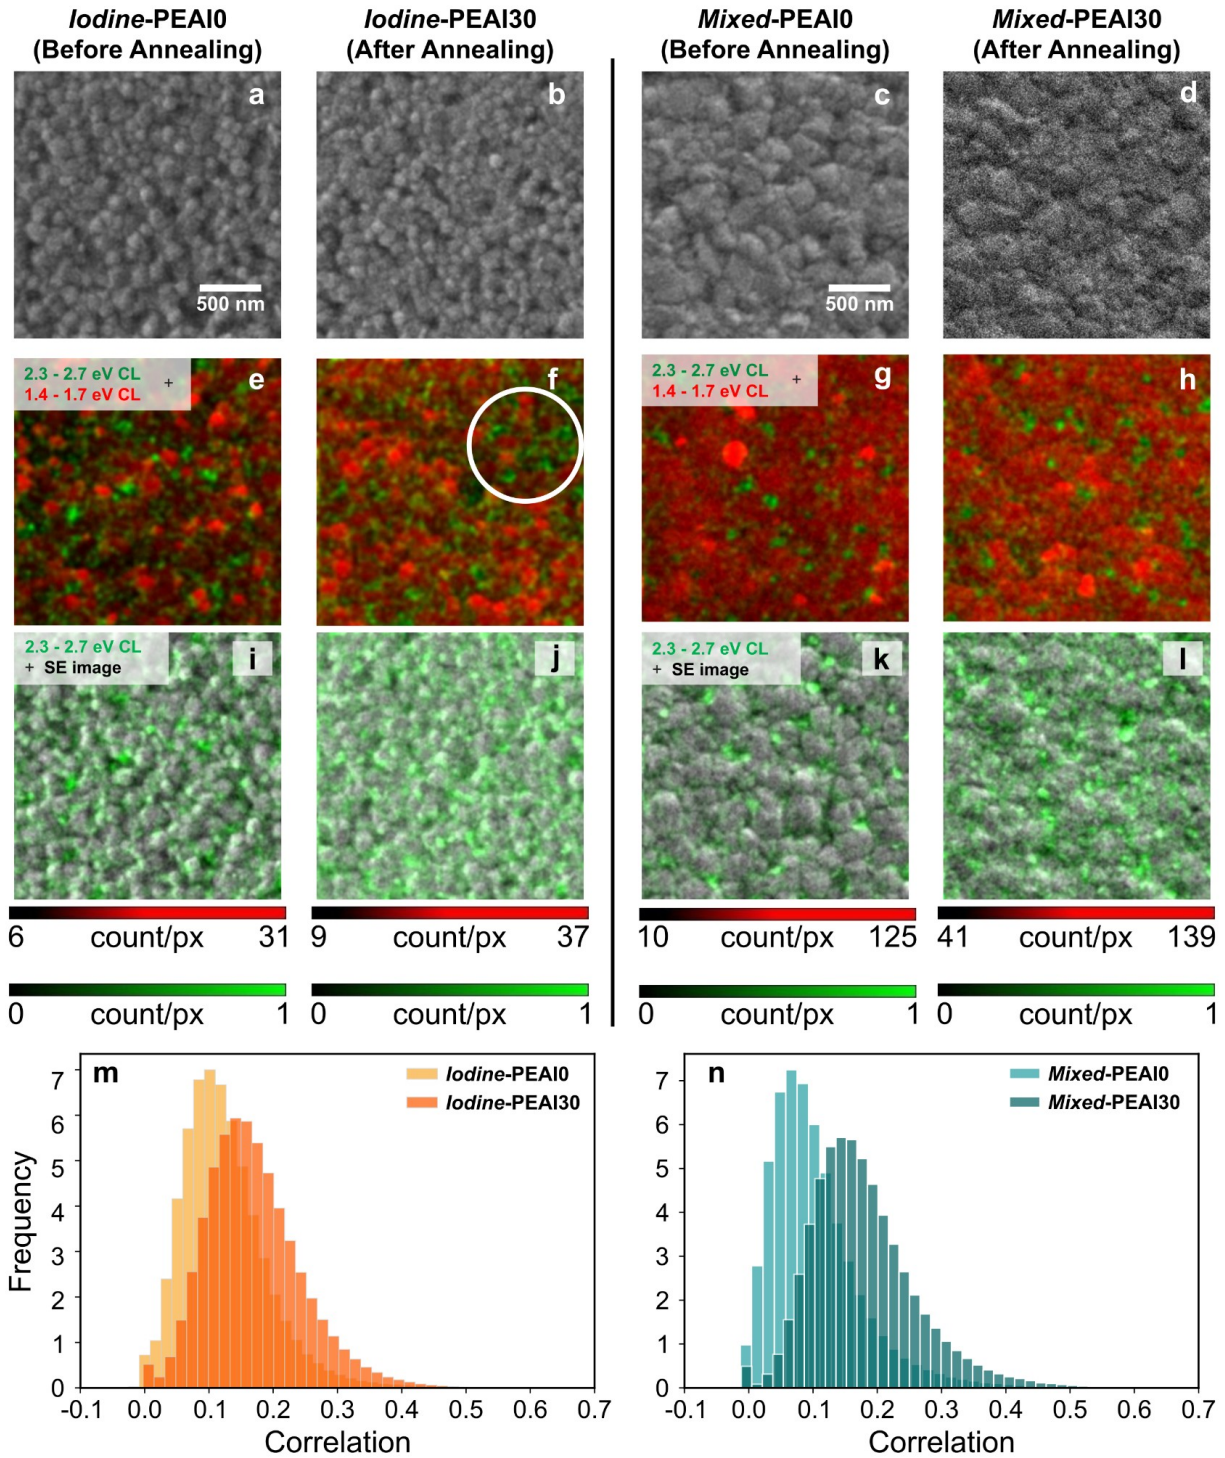 Iodine-PEAI0
(Before Annealing)
Iodine-PEAI30
(After Annealing)
Mixed-PEAI0
(Before Annealing)
Mixed-PEAI30
(After Annealing)
a
500 nm
b
c
500 nm
d
2.3 - 2.7 eV CL
+
1.4 - 1.7 eV CL
e
f
2.3 - 2.7 eV CL
+
1.4 - 1.7 eV CL
g
h
2.3 - 2.7 eV CL
+ SE image
i
j
2.3 - 2.7 eV CL
+ SE image
k
l
6 count/px 31
9 count/px 37
10 count/px 125
41 count/px 139
0 count/px 1
0 count/px 1
0 count/px 1
0 count/px 1
m
Iodine-PEAI0
Iodine-PEAI30
Frequency
7
6
5
4
3
2
1
0
-0.1 0.0 0.1 0.2 0.3 0.4 0.5 0.6 0.7
Correlation
n
Mixed-PEAI0
Mixed-PEAI30
7
6
5
4
3
2
1
0
-0.1 0.0 0.1 0.2 0.3 0.4 0.5 0.6 0.7
Correlation